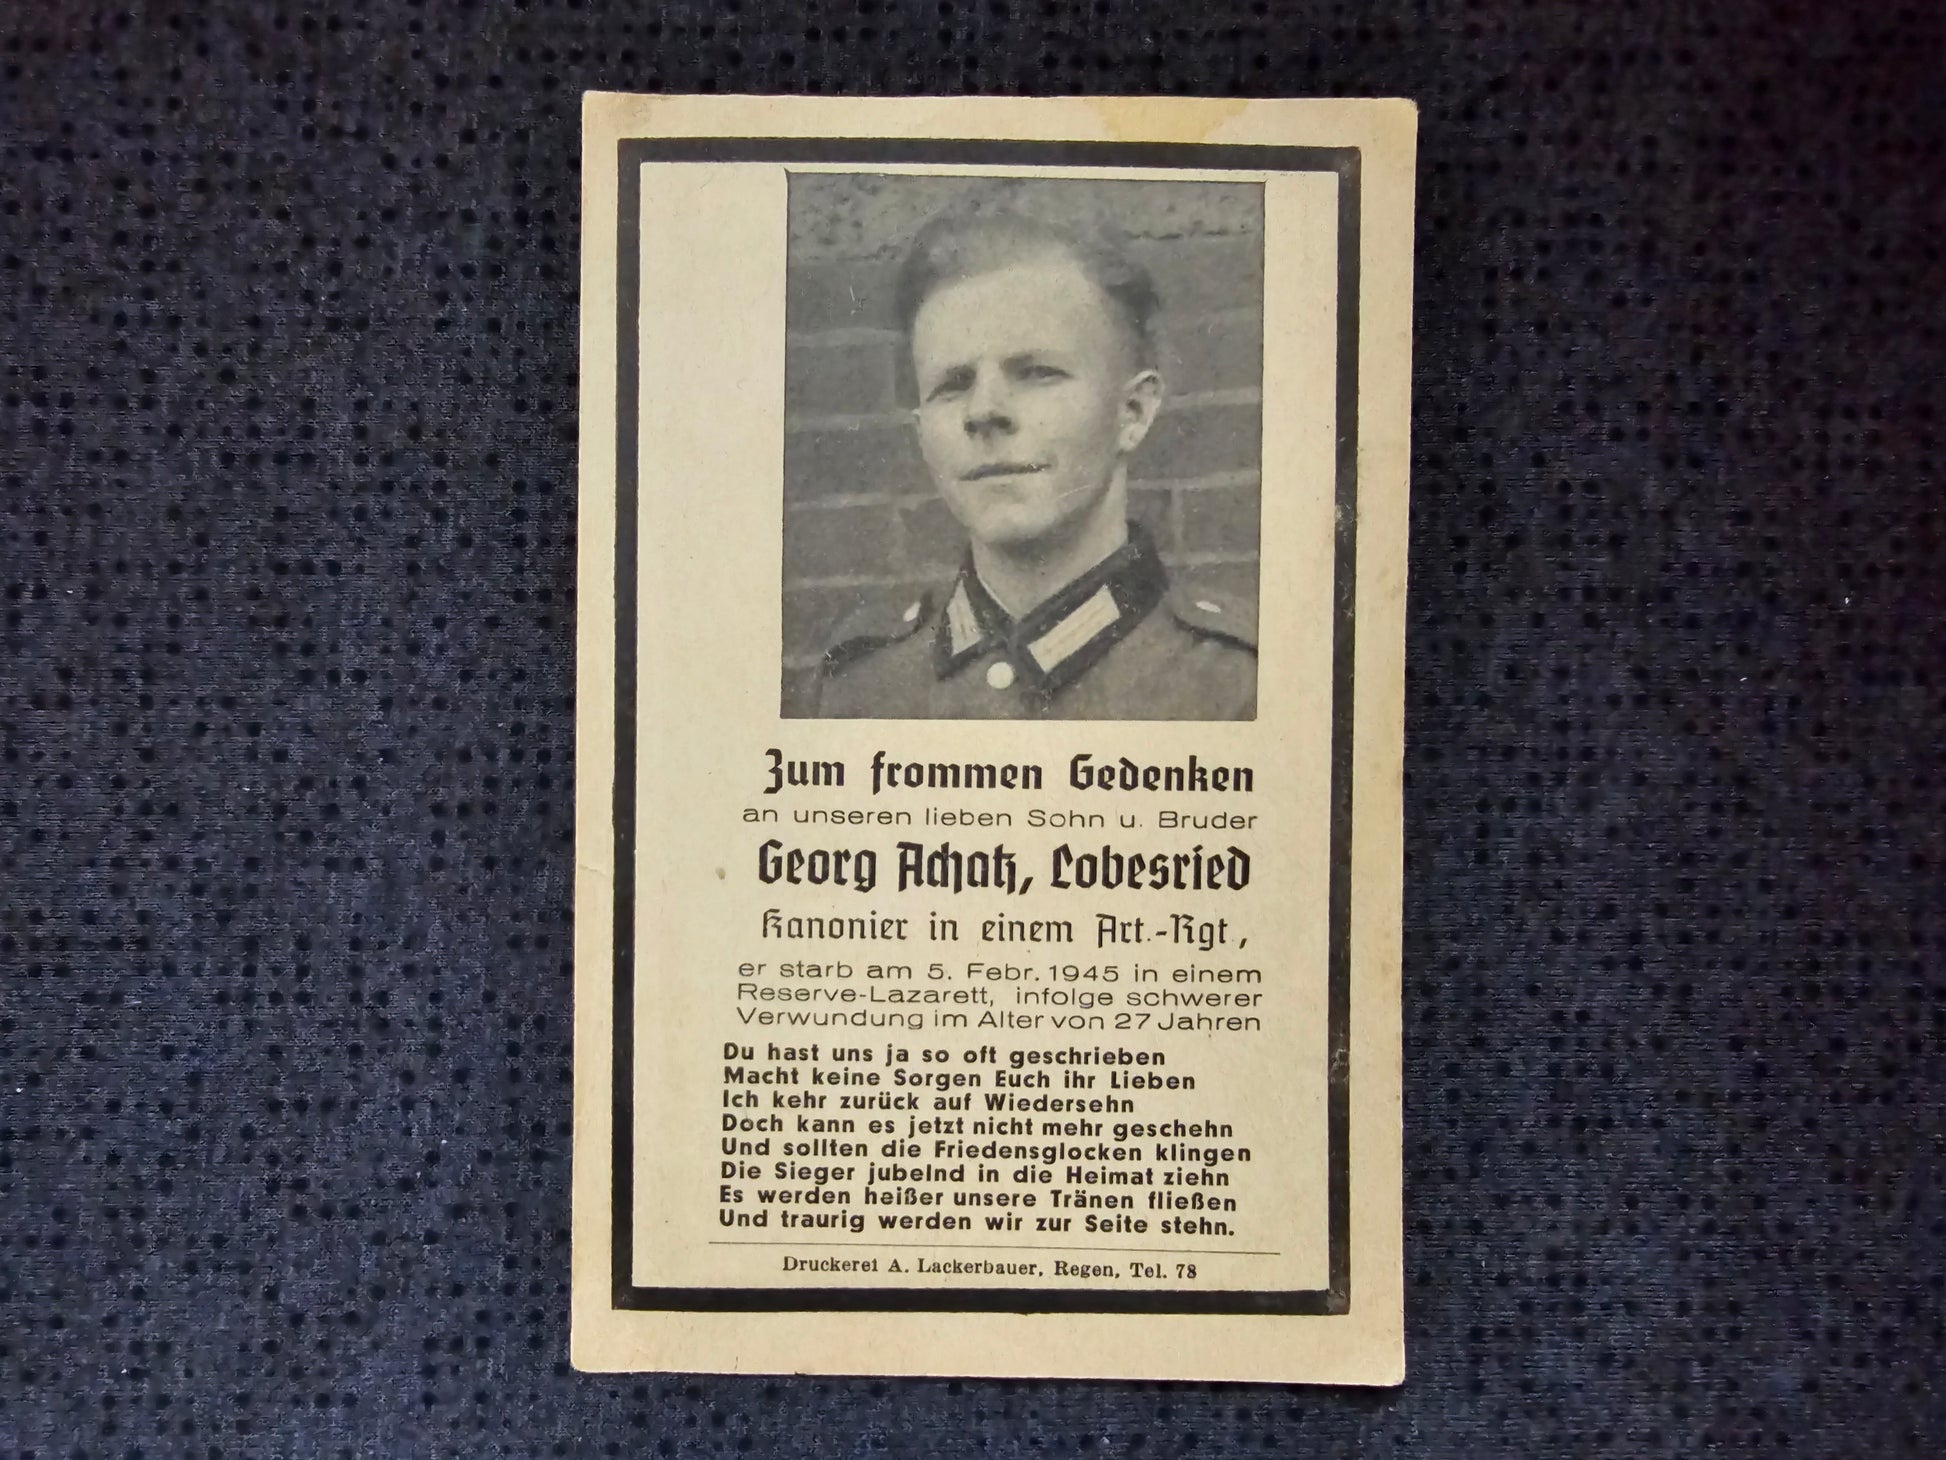 Zum frommen Gedenken
an unseren lieben Sohn u. Bruder
Georg Achatz, Lobesried
Kanonier in einem Art.-Rgt.,
er starb am 5. Febr. 1945 in einem
Reserve-Lazarett, infolge schwerer
Verwundung im Alter von 27 Jahren
Du hast uns ja so oft geschrieben
Macht keine Sorgen Euch ihr Lieben
Ich kehr zurück auf Wiedersehn
Doch kann es jetzt nicht mehr geschehn
Und sollten die Friedensglocken klingen
Die Sieger jubelnd in die Heimat ziehn
Es werden heißer unsere Tränen fließen
Und traurig werden wir zur Seite stehn.
Druckerei A. Lackerbauer, Regen, Tel. 78